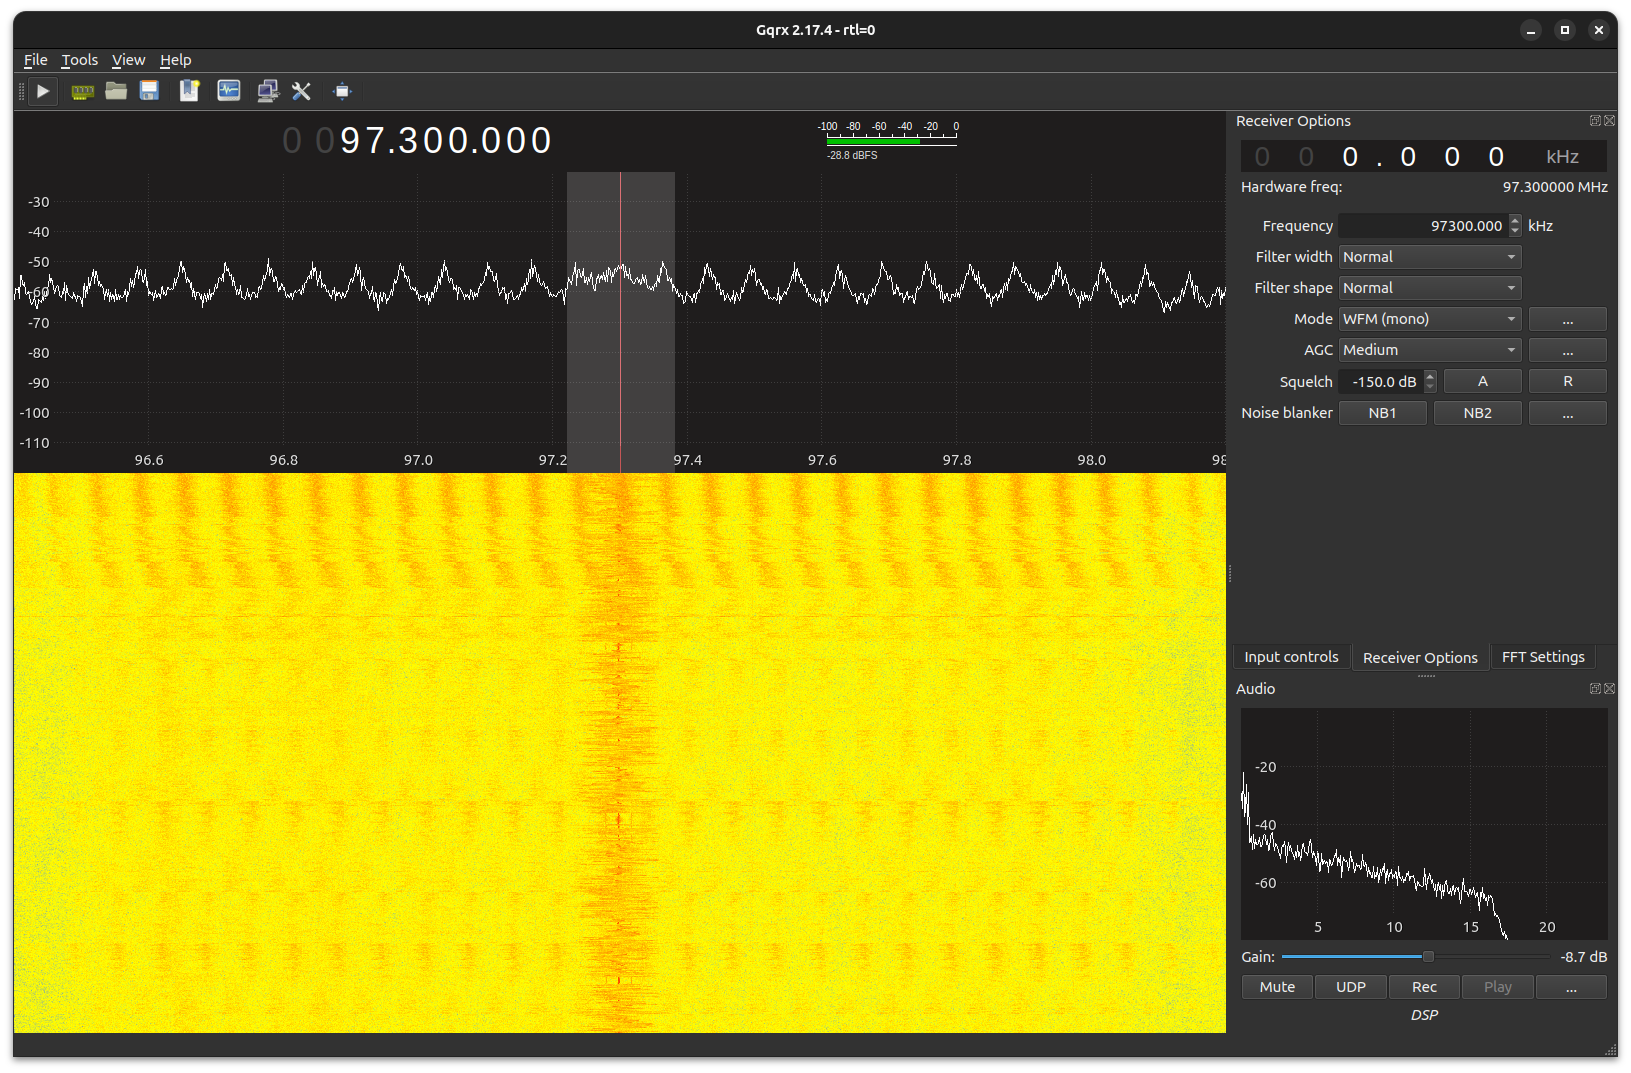 Gqrx 2.17.4 - rtl=0
File Tools View Help
0 097.300.000
-100 -80 -60 -40 -20 0
-28.8 dBFS
-30
-40
-50
-60
-70
-80
-90
-100
-110
96.6 96.8 97.0 97.2 97.4 97.6 97.8 98.0 98
Receiver Options
0 0 0.000 kHz
Hardware freq: 97.300000 MHz
Frequency 97300.000 kHz
Filter width Normal
Filter shape Normal
Mode WFM (mono) ...
AGC Medium ...
Squelch -150.0 dB A R
Noise blanker NB1 NB2 ...
Input controls Receiver Options FFT Settings
Audio
-20
-40
-60
5 10 15 20
Gain: -8.7 dB
Mute UDP Rec Play ...
DSP